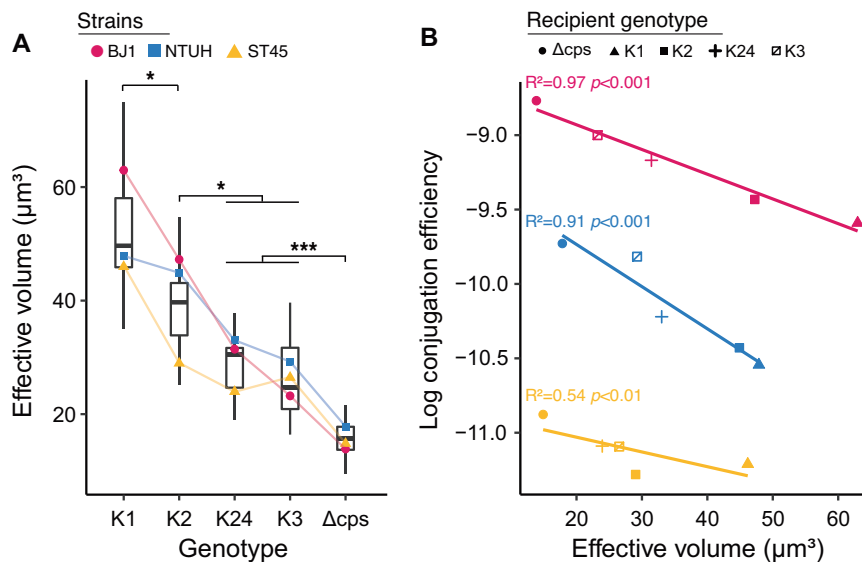 A
Strains
BJ1 NTUH ST45
*
*
***
60
40
20
Effective volume (µm³)
K1 K2 K24 K3 Δcps
Genotype
B
Recipient genotype
Δcps K1 K2 K24 K3
R²=0.97 p<0.001
R²=0.91 p<0.001
R²=0.54 p<0.01
−9.0
−9.5
−10.0
−10.5
−11.0
Log conjugation efficiency
20 30 40 50 60
Effective volume (µm³)